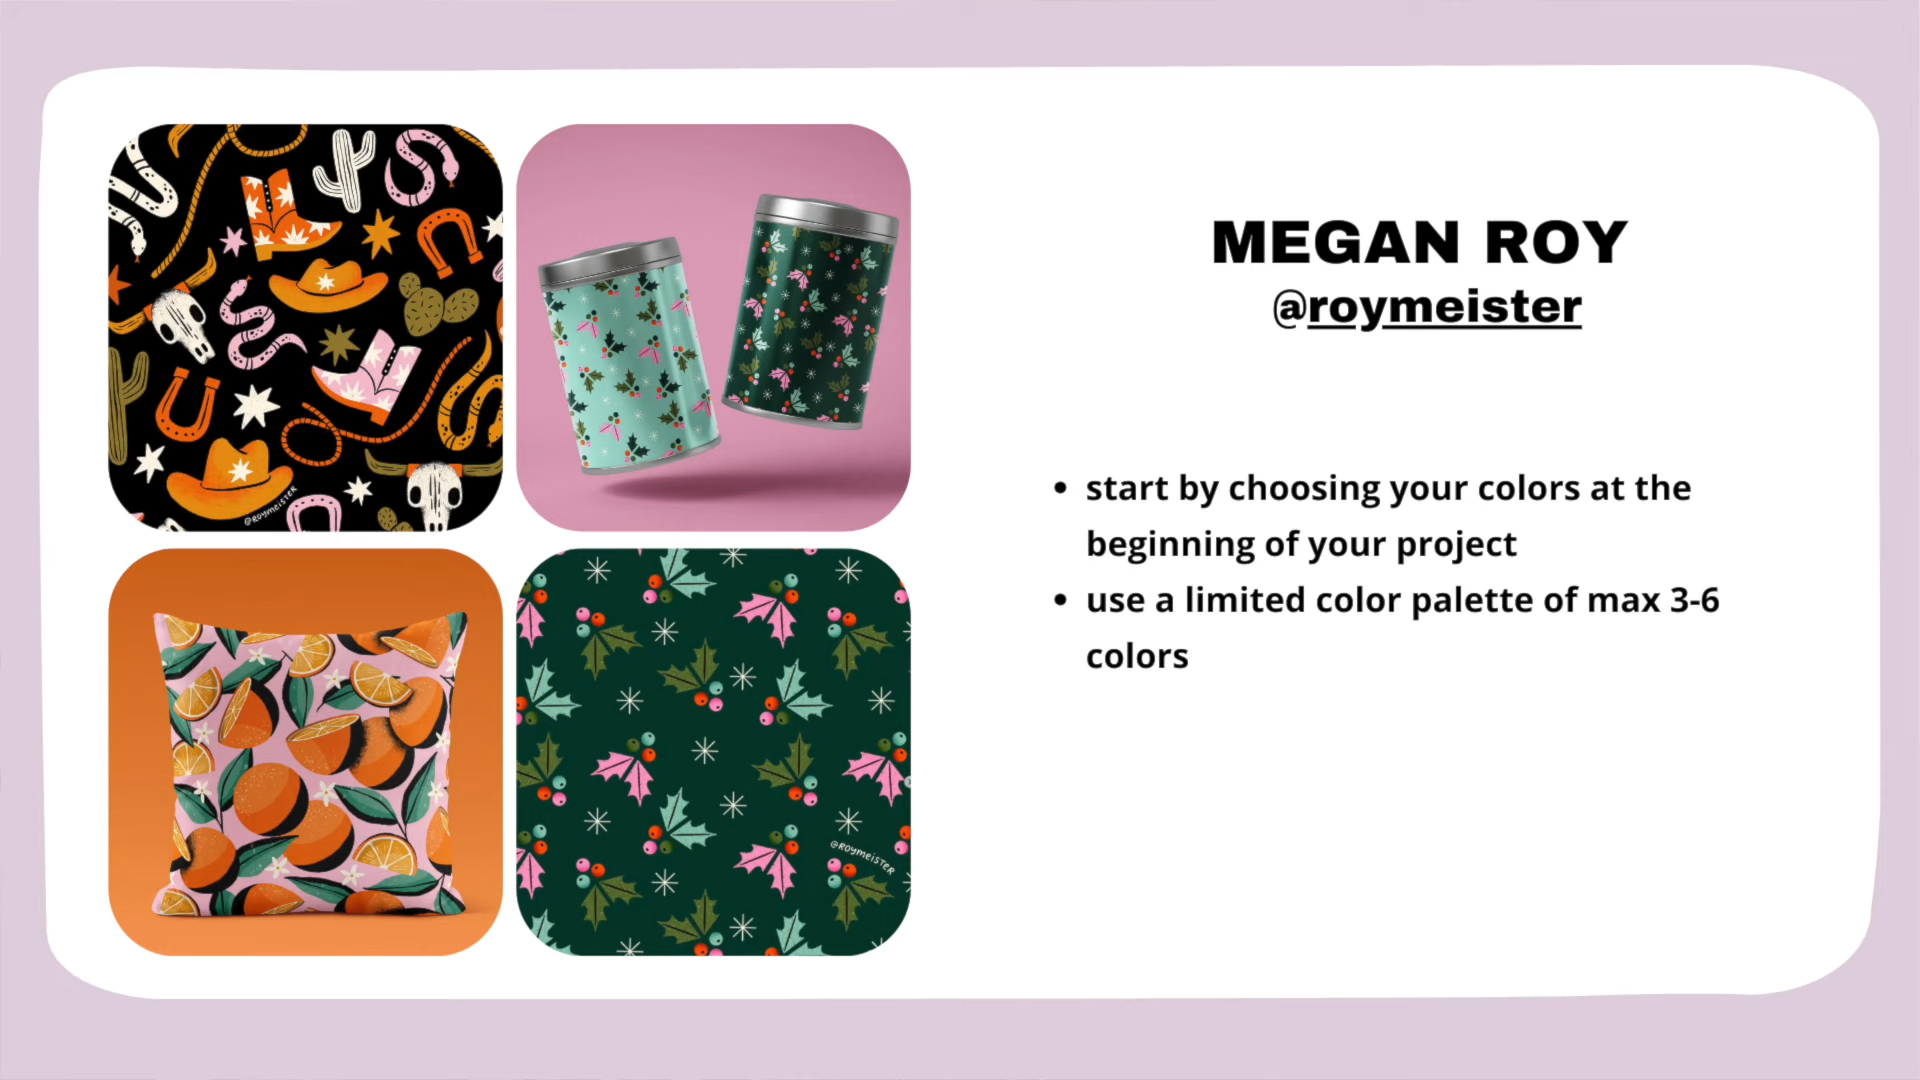 MEGAN ROY
@roymeister
• start by choosing your colors at the
beginning of your project
• use a limited color palette of max 3-6
colors
@ROYMEISTER
@ROYMEISTER